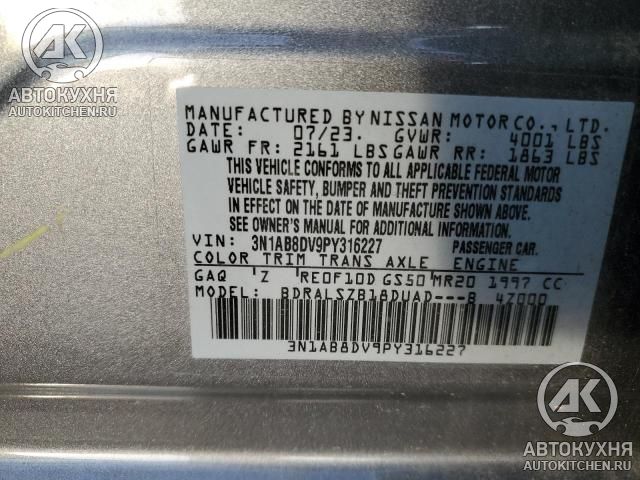 АК
АВТОКУХНЯ
AUTOKITCHEN.RU
MANUFACTURED BY NISSAN MOTOR CO., LTD.
DATE: 07/23. GVWR: 4001 LBS
GAWR FR: 2161 LBS GAWR RR: 1863 LBS
THIS VEHICLE CONFORMS TO ALL APPLICABLE FEDERAL MOTOR
VEHICLE SAFETY, BUMPER AND THEFT PREVENTION STANDARDS
IN EFFECT ON THE DATE OF MANUFACTURE SHOWN ABOVE.
SEE OWNER'S MANUAL FOR ADDITIONAL INFORMATION.
VIN: 3N1AB8DV9PY316227 PASSENGER CAR.
COLOR TRIM TRANS AXLE ENGINE
GAQ Z RE0F10D GS50 MR20 1997 CC
MODEL: BDRALSZB18DUAD---B 4Z000
3N1AB8DV9PY316227
АК
АВТОКУХНЯ
AUTOKITCHEN.RU